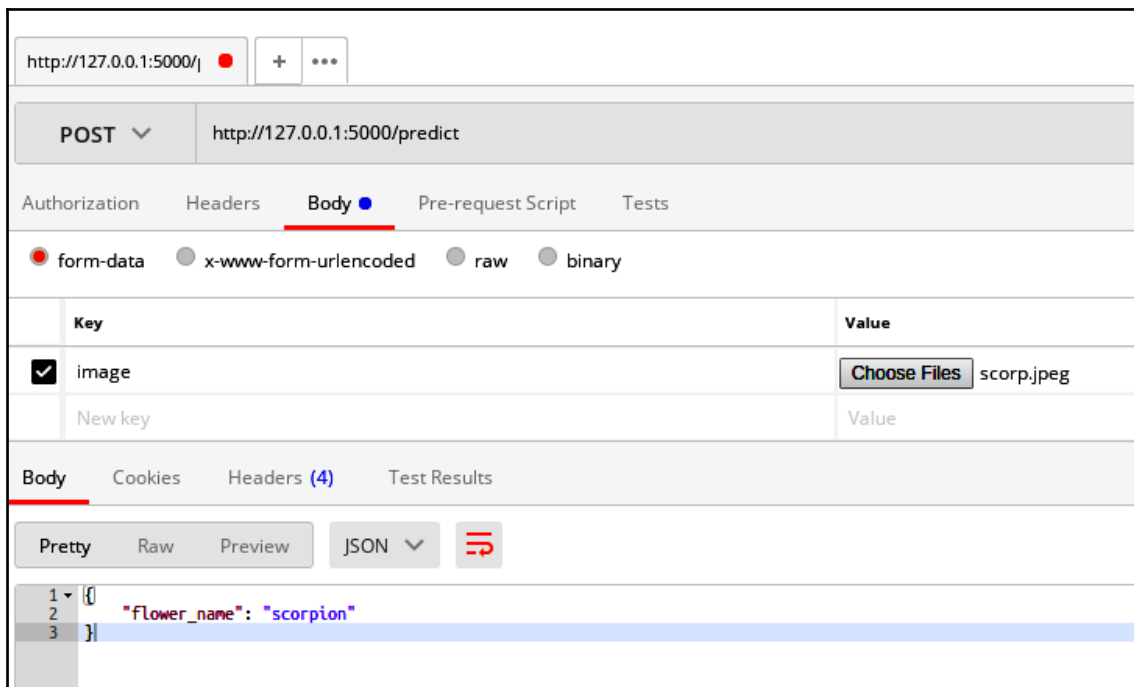 http://127.0.0.1:5000/p + •••
POST http://127.0.0.1:5000/predict
Authorization Headers Body Pre-request Script Tests
form-data x-www-form-urlencoded raw binary
Key Value
image Choose Files scorp.jpeg
New key Value
Body Cookies Headers (4) Test Results
Pretty Raw Preview JSON
1 {
2 "flower_name": "scorpion"
3 }